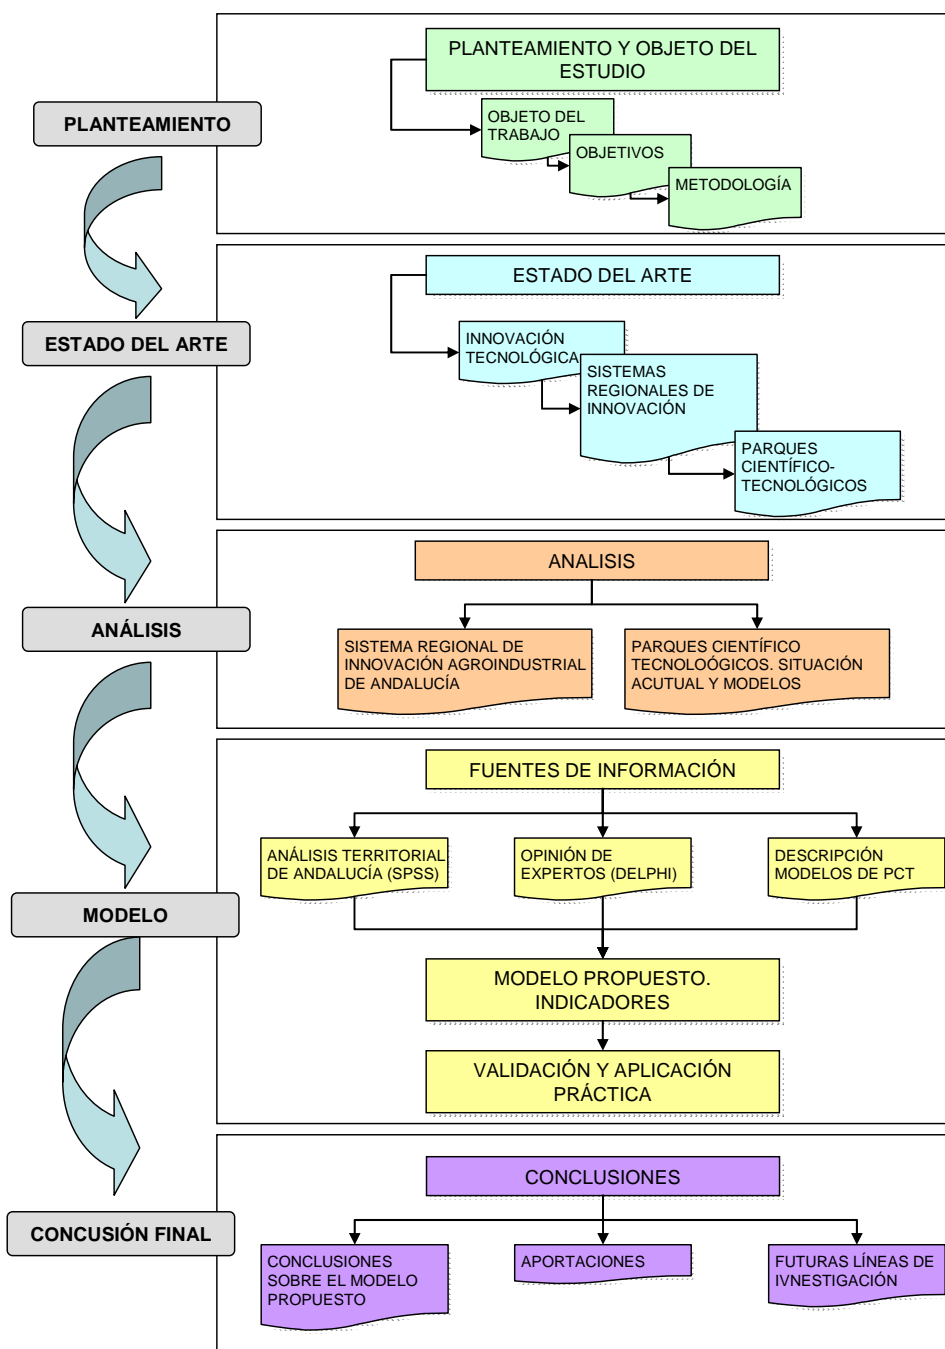 PLANTEAMIENTO Y OBJETO DEL
ESTUDIO
PLANTEAMIENTO
OBJETO DEL
TRABAJO
OBJETIVOS
METODOLOGÍA
ESTADO DEL ARTE
ESTADO DEL ARTE
INNOVACIÓN
TECNOLÓGICA
SISTEMAS
REGIONALES DE
INNOVACIÓN
PARQUES
CIENTÍFICO-
TECNOLÓGICOS
ANALISIS
ANÁLISIS
SISTEMA REGIONAL DE
INNOVACIÓN AGROINDUSTRIAL
DE ANDALUCÍA
PARQUES CIENTÍFICO
TECNOLOÓGICOS. SITUACIÓN
ACUTUAL Y MODELOS
FUENTES DE INFORMACIÓN
ANÁLISIS TERRITORIAL
DE ANDALUCÍA (SPSS)
OPINIÓN DE
EXPERTOS (DELPHI)
DESCRIPCIÓN
MODELOS DE PCT
MODELO
MODELO PROPUESTO.
INDICADORES
VALIDACIÓN Y APLICACIÓN
PRÁCTICA
CONCLUSIONES
CONCUSIÓN FINAL
CONCLUSIONES
SOBRE EL MODELO
PROPUESTO
APORTACIONES
FUTURAS LÍNEAS DE
IVNESTIGACIÓN